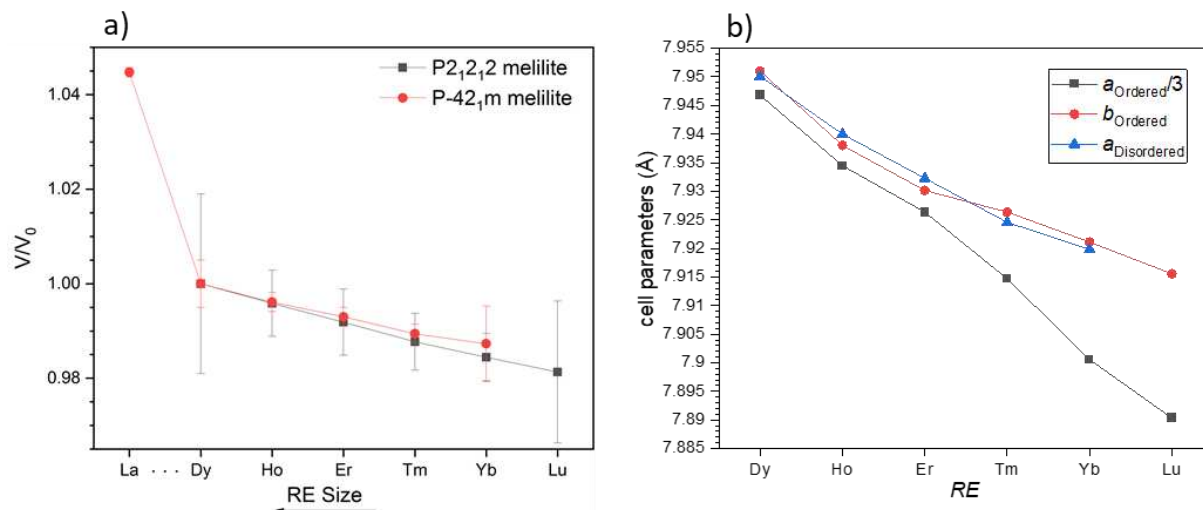 a)
P2₁2₁2 melilite
P-42₁m melilite
1.04
1.02
1.00
0.98
V/V₀
La · · · Dy Ho Er Tm Yb Lu
RE Size
b)
7.955
7.95
7.945
7.94
7.935
7.93
7.925
7.92
7.915
7.91
7.905
7.9
7.895
7.89
7.885
cell parameters (Å)
a_Ordered/3
b_Ordered
a_Disordered
Dy Ho Er Tm Yb Lu
RE